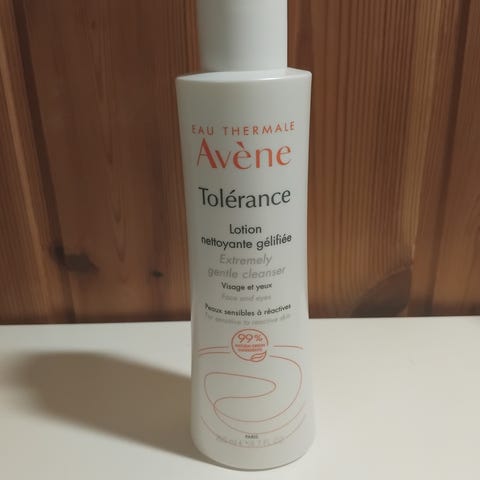 EAU THERMALE
Avène
Tolérance
Lotion
nettoyante gélifiée
Extremely
gentle cleanser
Visage et yeux
Face and eyes
Peaux sensibles à réactives
For sensitive to reactive skin
99%
PARIS